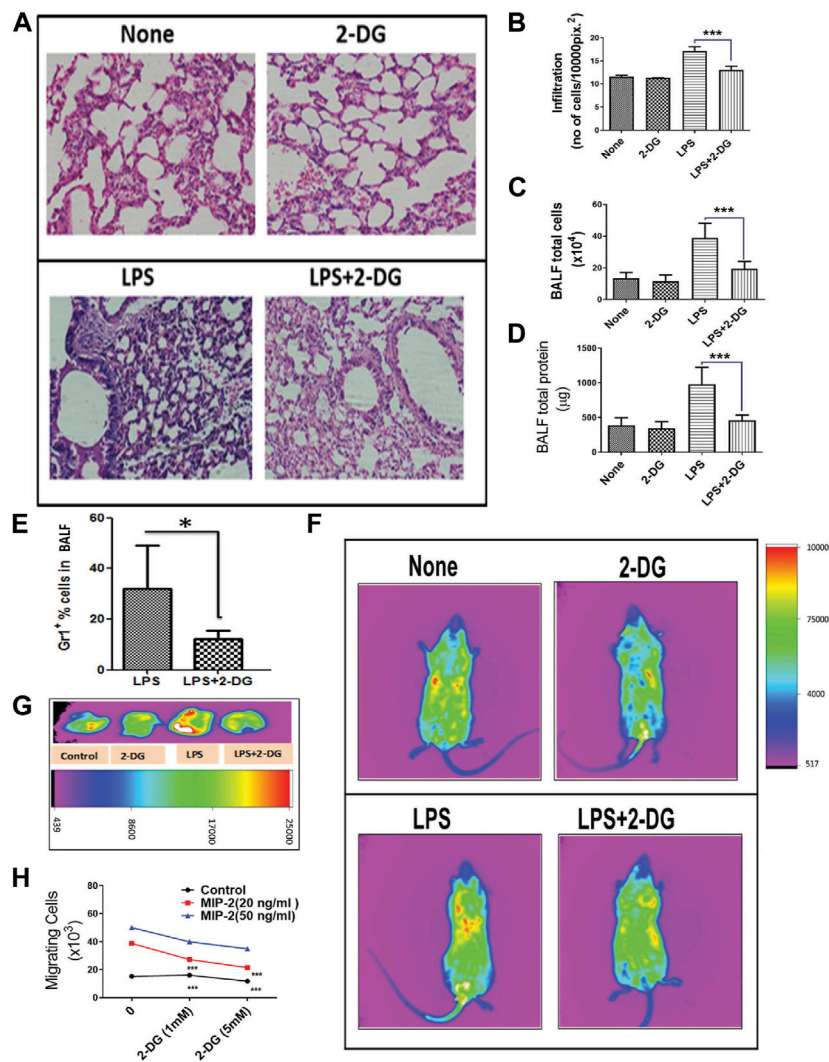 A
None
2-DG
LPS
LPS+2-DG
B
Infiltration
(no of cells/10000pix.²)
20
15
10
5
0
***
None
2-DG
LPS
LPS+2-DG
C
BALF total cells
(x10⁴)
60
40
20
0
***
None
2-DG
LPS
LPS+2-DG
D
BALF total protein
(µg)
1500
1000
500
0
***
None
2-DG
LPS
LPS+2-DG
E
Gr1⁺ % cells in BALF
60
40
20
0
*
LPS
LPS+2-DG
F
None
2-DG
LPS
LPS+2-DG
10000
75000
4000
517
G
Control
2-DG
LPS
LPS+2-DG
439
8600
17000
25000
H
Migrating Cells
(x10³)
80
60
40
20
0
Control
MIP-2(20 ng/ml )
MIP-2(50 ng/ml)
***
***
***
***
0
2-DG (1mM)
2-DG (5mM)